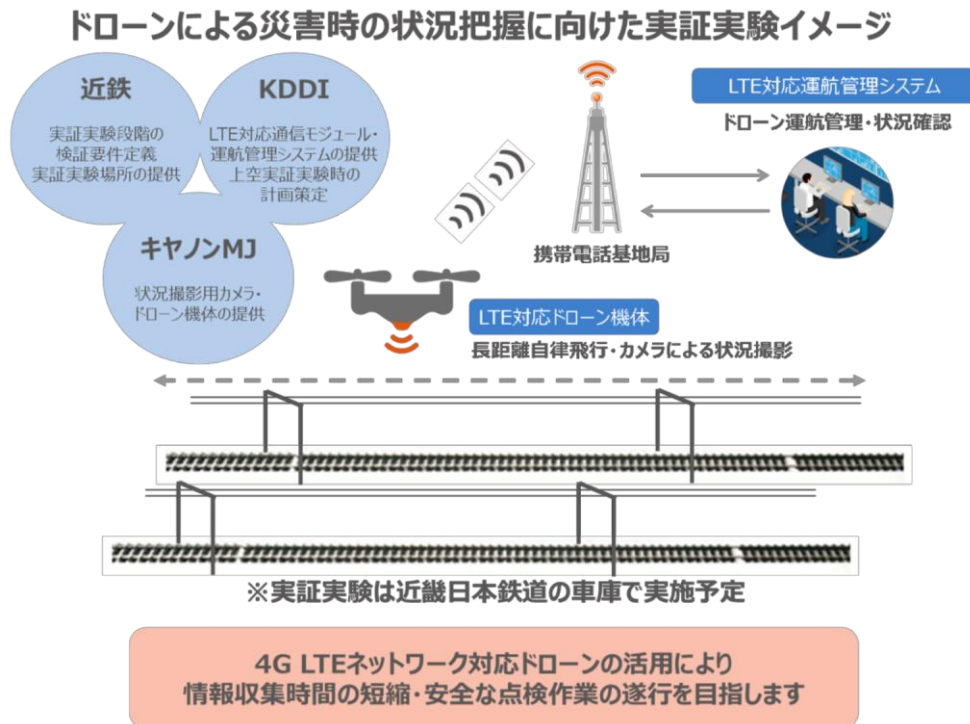 ドローンによる災害時の状況把握に向けた実証実験イメージ
近鉄
実証実験段階の
検証要件定義
実証実験場所の提供
KDDI
LTE対応通信モジュール・
運航管理システムの提供
上空実証実験時の
計画策定
キヤノンMJ
状況撮影用カメラ・
ドローン機体の提供
携帯電話基地局
LTE対応運航管理システム
ドローン運航管理・状況確認
LTE対応ドローン機体
長距離自律飛行・カメラによる状況撮影
※実証実験は近畿日本鉄道の車庫で実施予定
4G LTEネットワーク対応ドローンの活用により
情報収集時間の短縮・安全な点検作業の遂行を目指します